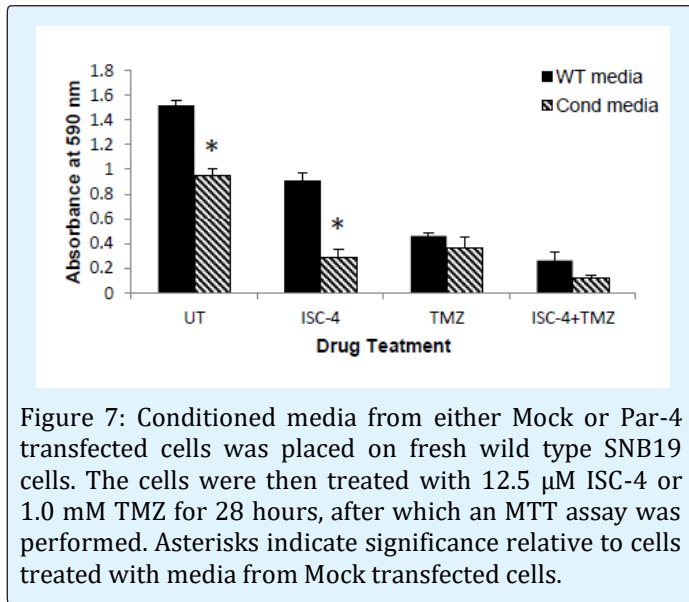 1.8
1.6
1.4
1.2
1
0.8
0.6
0.4
0.2
0
Absorbance at 590 nm
WT media
Cond media
*
*
UT
ISC-4
TMZ
ISC-4+TMZ
Drug Teatment
Figure 7: Conditioned media from either Mock or Par-4
transfected cells was placed on fresh wild type SNB19
cells. The cells were then treated with 12.5 μM ISC-4 or
1.0 mM TMZ for 28 hours, after which an MTT assay was
performed. Asterisks indicate significance relative to cells
treated with media from Mock transfected cells.